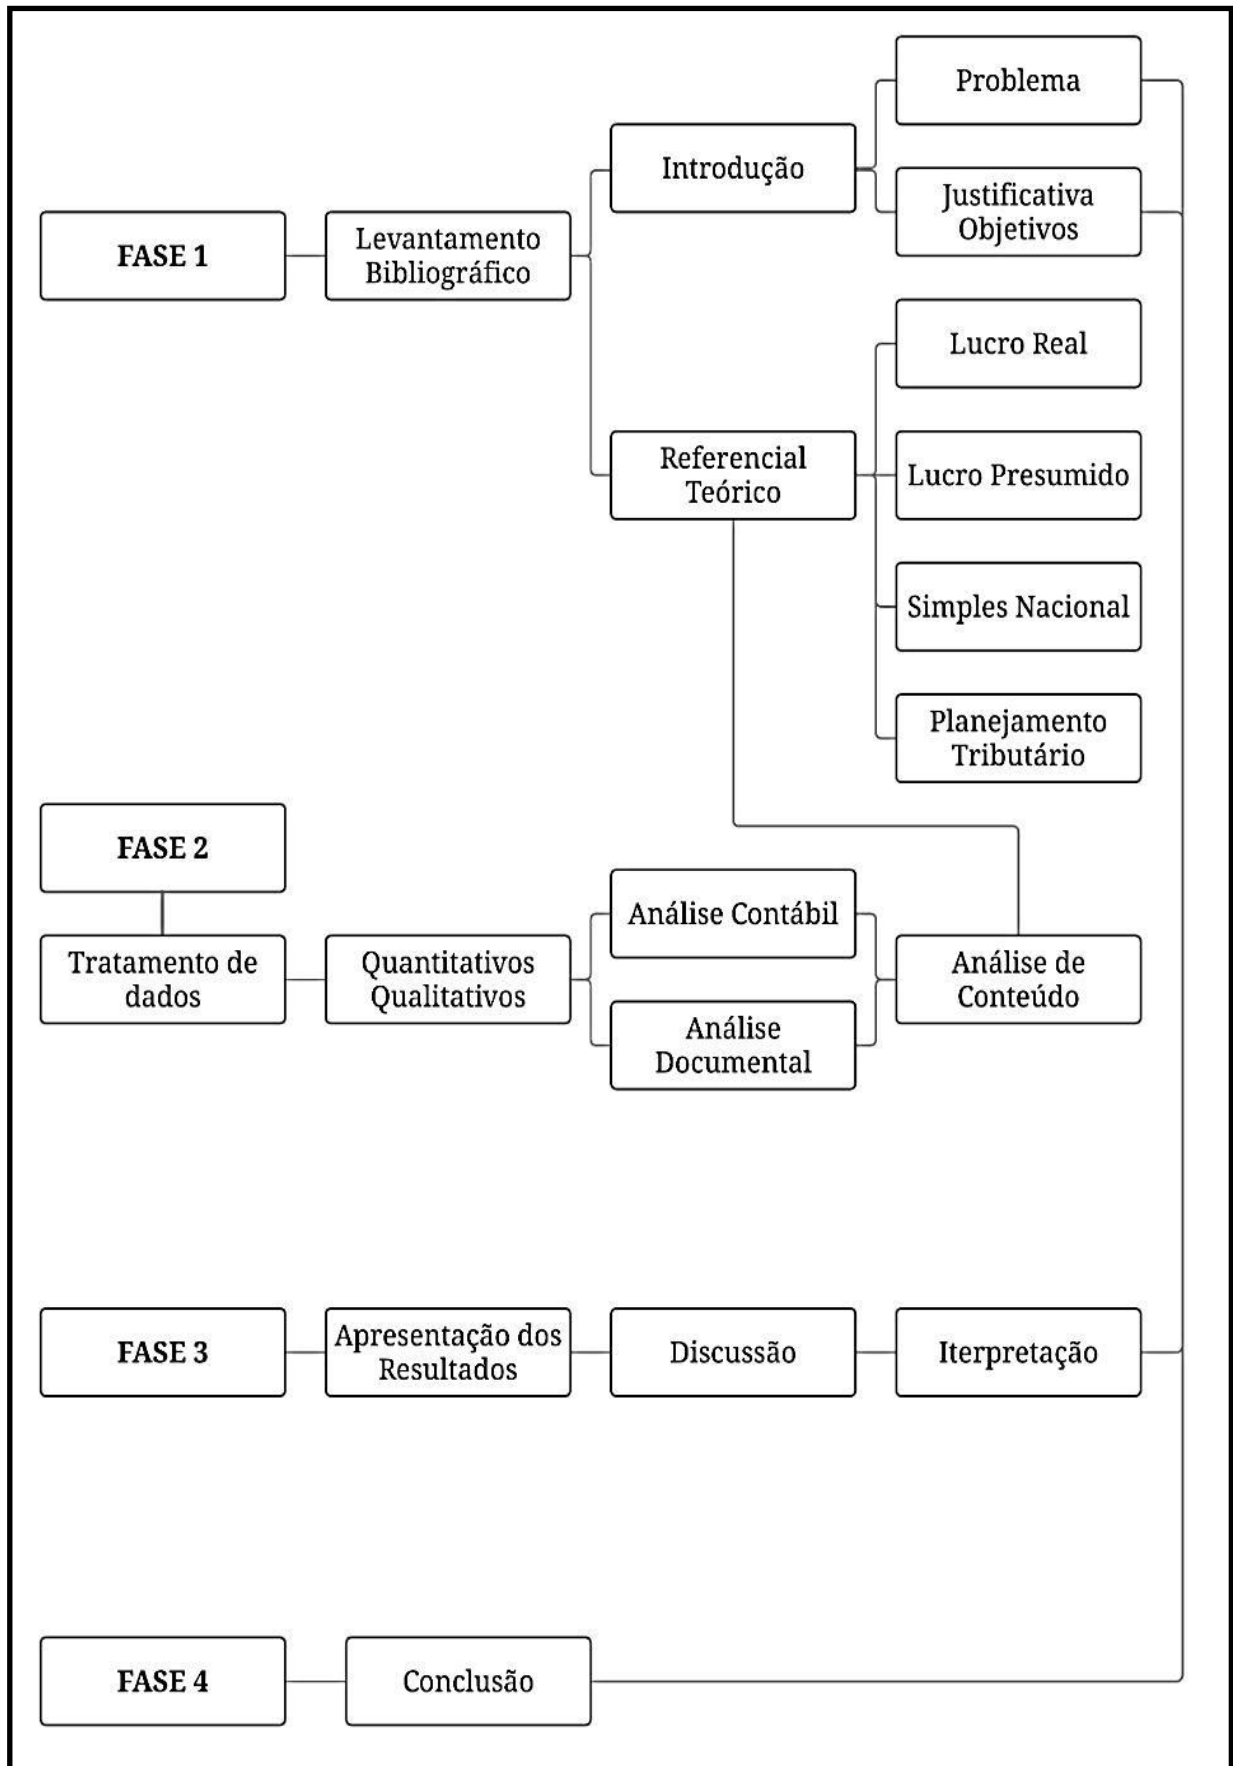 Problema
Introdução
Justificativa
Objetivos
FASE 1
Levantamento
Bibliográfico
Lucro Real
Referencial
Teórico
Lucro Presumido
Simples Nacional
Planejamento
Tributário
FASE 2
Tratamento de
dados
Quantitativos
Qualitativos
Análise Contábil
Análise
Documental
Análise de
Conteúdo
FASE 3
Apresentação dos
Resultados
Discussão
Iterpretação
FASE 4
Conclusão